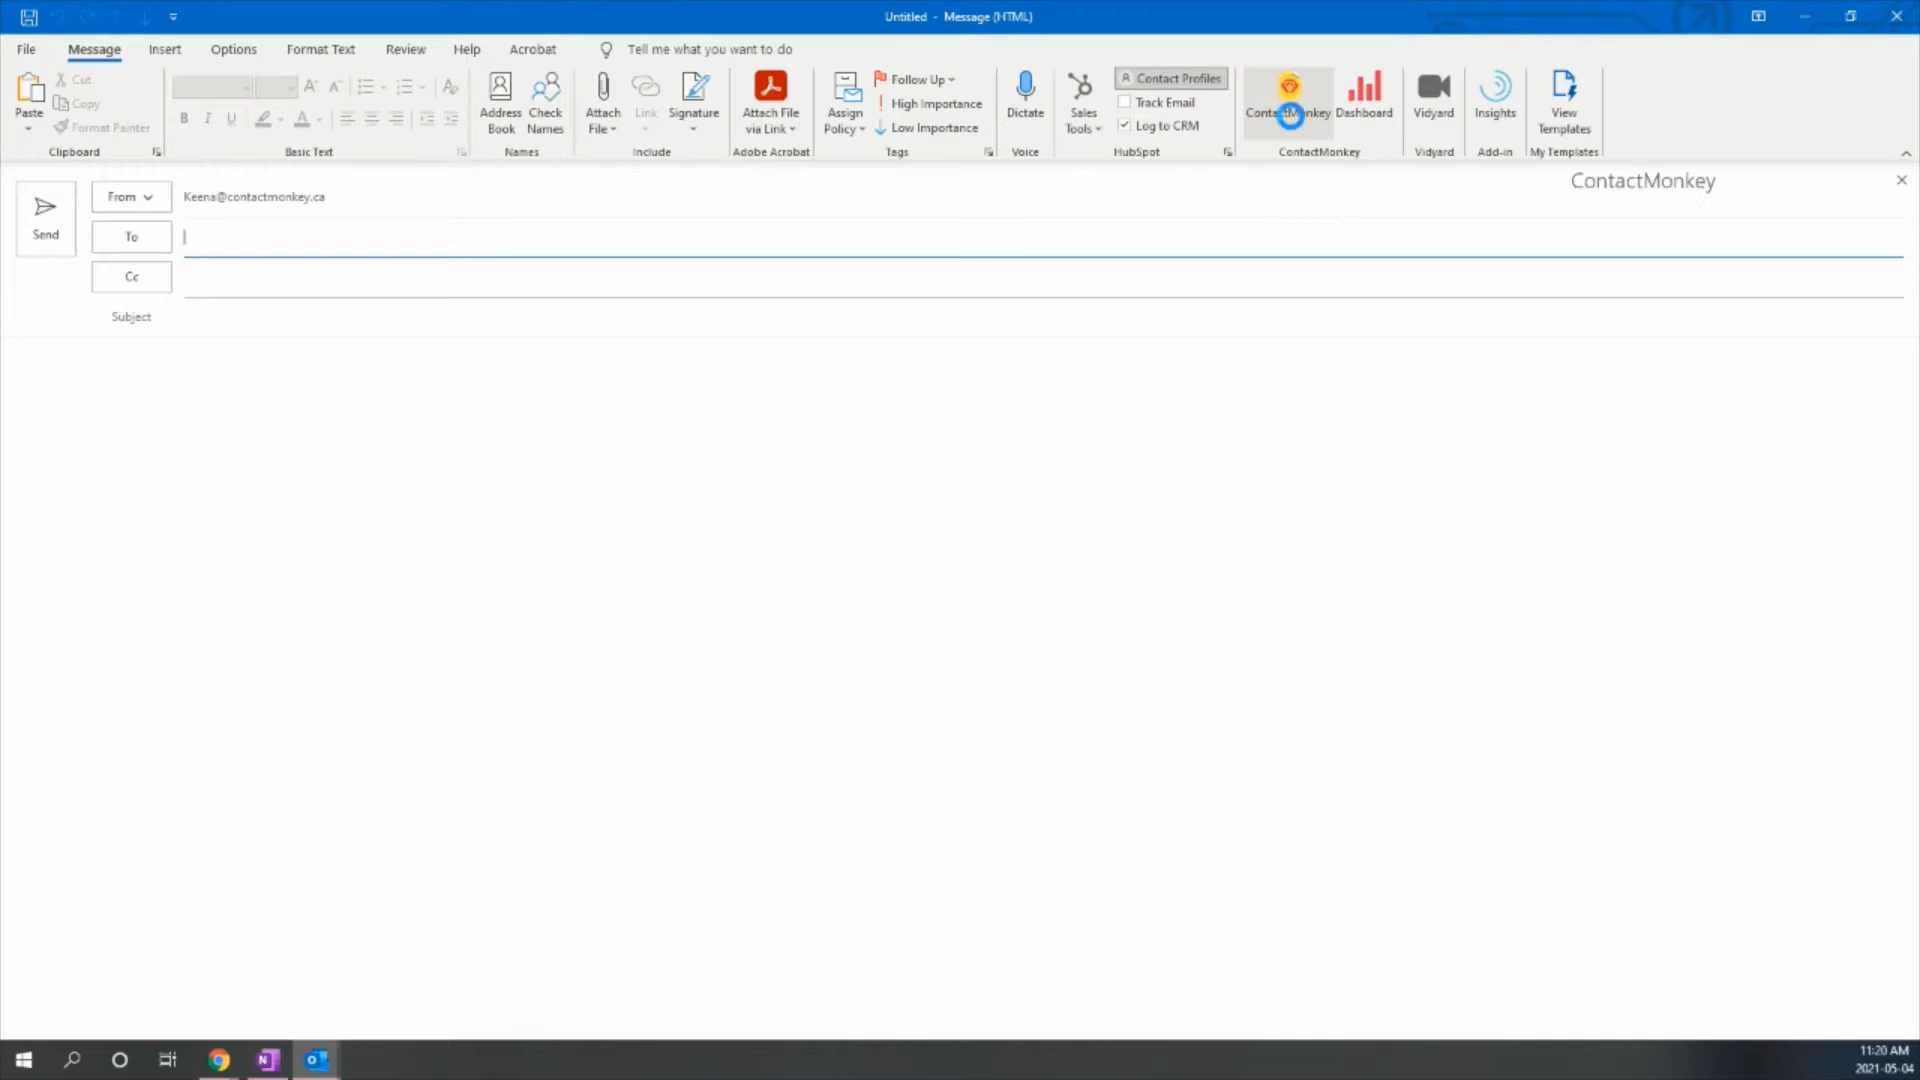 Untitled - Message (HTML)
File Message Insert Options Format Text Review Help Acrobat Tell me what you want to do
Paste
Cut
Copy
Format Painter
Clipboard
B I U
Basic Text
Address Book
Check Names
Names
Attach File
Link
Signature
Include
Attach File via Link
Adobe Acrobat
Assign Policy
Follow Up
High Importance
Low Importance
Tags
Dictate
Voice
Sales Tools
Contact Profiles
Track Email
Log to CRM
HubSpot
ContactMonkey
Dashboard
ContactMonkey
Vidyard
Vidyard
Insights
Add-in
View Templates
My Templates
ContactMonkey
Send
From
Keena@contactmonkey.ca
To
Cc
Subject
11:20 AM
2021-05-04